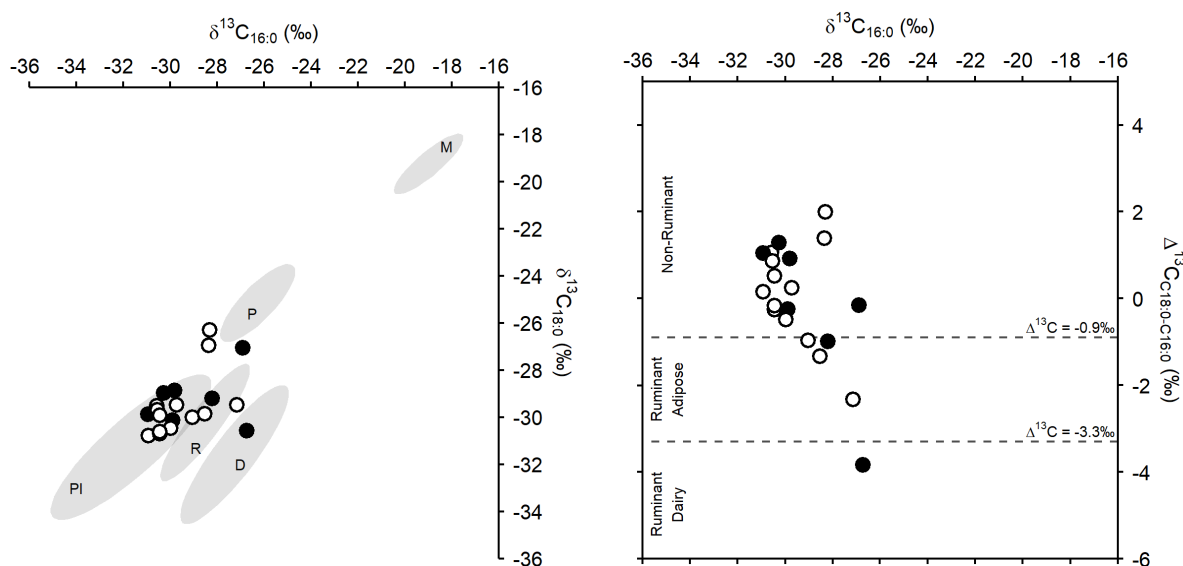 δ13C16:0 (‰)
-36 -34 -32 -30 -28 -26 -24 -22 -20 -18 -16
-16
-18
-20
-22
-24
-26
-28
-30
-32
-34
-36
δ13C18:0 (‰)
M
P
R
D
PI
δ13C16:0 (‰)
-36 -34 -32 -30 -28 -26 -24 -22 -20 -18 -16
4
2
0
-2
-4
-6
Δ13CC18:0-C16:0 (‰)
Non-Ruminant
Ruminant
Adipose
Ruminant
Dairy
Δ13C = -0.9‰
Δ13C = -3.3‰